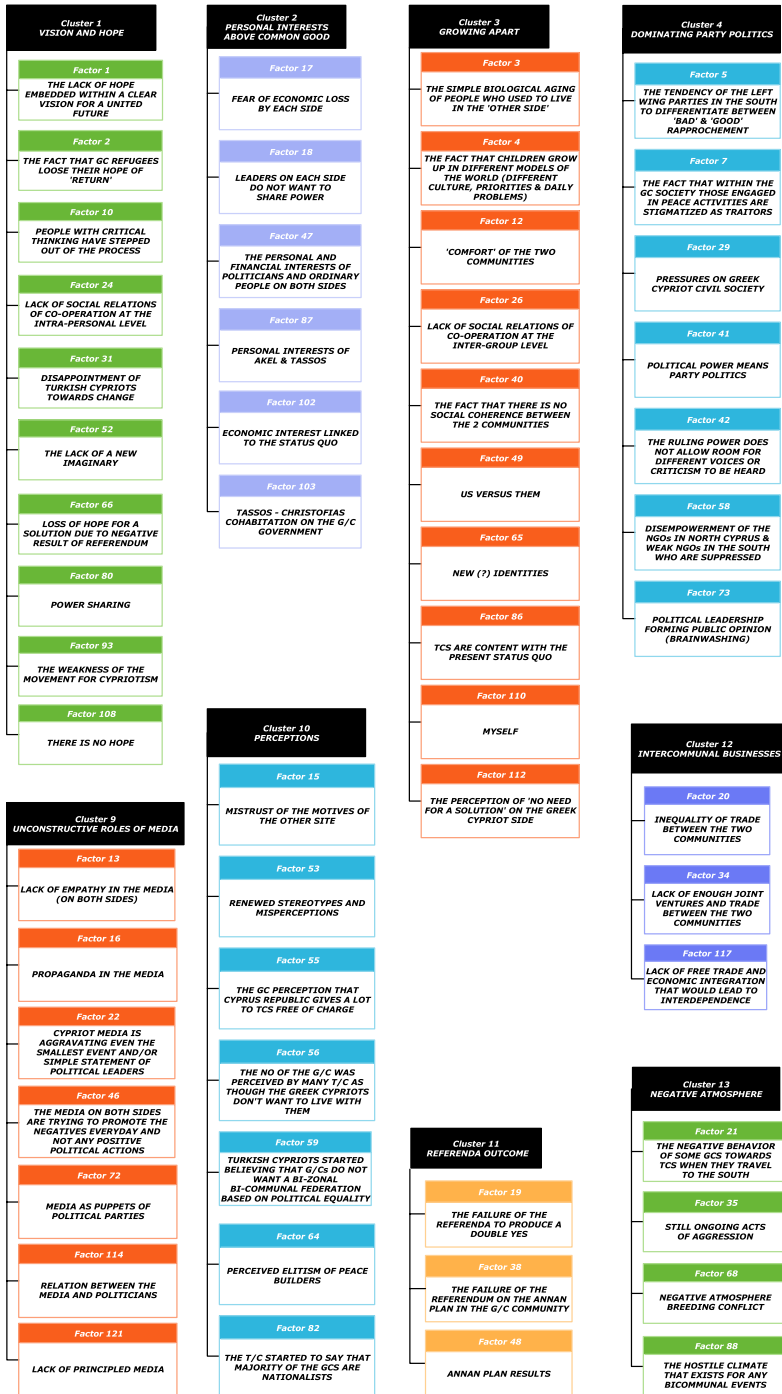 Cluster 1
VISION AND HOPE
Factor 1
THE LACK OF HOPE
EMBEDDED WITHIN A CLEAR
VISION FOR A UNITED
FUTURE
Factor 2
THE FACT THAT GC REFUGEES
LOOSE THEIR HOPE OF
'RETURN'
Factor 10
PEOPLE WITH CRITICAL
THINKING HAVE STEPPED
OUT OF THE PROCESS
Factor 24
LACK OF SOCIAL RELATIONS
OF CO-OPERATION AT THE
INTRA-PERSONAL LEVEL
Factor 31
DISAPPOINTMENT OF
TURKISH CYPRIOTS
TOWARDS CHANGE
Factor 52
THE LACK OF A NEW
IMAGINARY
Factor 66
LOSS OF HOPE FOR A
SOLUTION DUE TO NEGATIVE
RESULT OF REFERENDUM
Factor 80
POWER SHARING
Factor 93
THE WEAKNESS OF THE
MOVEMENT FOR CYPRIOTISM
Factor 108
THERE IS NO HOPE
Cluster 2
PERSONAL INTERESTS
ABOVE COMMON GOOD
Factor 17
FEAR OF ECONOMIC LOSS
BY EACH SIDE
Factor 18
LEADERS ON EACH SIDE
DO NOT WANT TO
SHARE POWER
Factor 47
THE PERSONAL AND
FINANCIAL INTERESTS OF
POLITICIANS AND ORDINARY
PEOPLE ON BOTH SIDES
Factor 87
PERSONAL INTERESTS OF
AKEL & TASSOS
Factor 102
ECONOMIC INTEREST LINKED
TO THE STATUS QUO
Factor 103
TASSOS - CHRISTOFIAS
COHABITATION ON THE G/C
GOVERNMENT
Cluster 3
GROWING APART
Factor 3
THE SIMPLE BIOLOGICAL AGING
OF PEOPLE WHO USED TO LIVE
IN THE 'OTHER SIDE'
Factor 4
THE FACT THAT CHILDREN GROW
UP IN DIFFERENT MODELS OF
THE WORLD (DIFFERENT
CULTURE, PRIORITIES & DAILY
PROBLEMS)
Factor 12
'COMFORT' OF THE TWO
COMMUNITIES
Factor 26
LACK OF SOCIAL RELATIONS OF
CO-OPERATION AT THE
INTER-GROUP LEVEL
Factor 40
THE FACT THAT THERE IS NO
SOCIAL COHERENCE BETWEEN
THE 2 COMMUNITIES
Factor 49
US VERSUS THEM
Factor 65
NEW (?) IDENTITIES
Factor 86
TCS ARE CONTENT WITH THE
PRESENT STATUS QUO
Factor 110
MYSELF
Factor 112
THE PERCEPTION OF 'NO NEED
FOR A SOLUTION' ON THE GREEK
CYPRIOT SIDE
Cluster 4
DOMINATING PARTY POLITICS
Factor 5
THE TENDENCY OF THE LEFT
WING PARTIES IN THE SOUTH
TO DIFFERENTIATE BETWEEN
'BAD' & 'GOOD'
RAPPROCHEMENT
Factor 7
THE FACT THAT WITHIN THE
GC SOCIETY THOSE ENGAGED
IN PEACE ACTIVITIES ARE
STIGMATIZED AS TRAITORS
Factor 29
PRESSURES ON GREEK
CYPRIOT CIVIL SOCIETY
Factor 41
POLITICAL POWER MEANS
PARTY POLITICS
Factor 42
THE RULING POWER DOES
NOT ALLOW ROOM FOR
DIFFERENT VOICES OR
CRITICISM TO BE HEARD
Factor 58
DISEMPOWERMENT OF THE
NGOs IN NORTH CYPRUS &
WEAK NGOs IN THE SOUTH
WHO ARE SUPPRESSED
Factor 73
POLITICAL LEADERSHIP
FORMING PUBLIC OPINION
(BRAINWASHING)
Cluster 9
UNCONSTRUCTIVE ROLES OF MEDIA
Factor 13
LACK OF EMPATHY IN THE MEDIA
(ON BOTH SIDES)
Factor 16
PROPAGANDA IN THE MEDIA
Factor 22
CYPRIOT MEDIA IS
AGGRAVATING EVEN THE
SMALLEST EVENT AND/OR
SIMPLE STATEMENT OF
POLITICAL LEADERS
Factor 46
THE MEDIA ON BOTH SIDES
ARE TRYING TO PROMOTE THE
NEGATIVES EVERYDAY AND
NOT ANY POSITIVE
POLITICAL ACTIONS
Factor 72
MEDIA AS PUPPETS OF
POLITICAL PARTIES
Factor 114
RELATION BETWEEN THE
MEDIA AND POLITICIANS
Factor 121
LACK OF PRINCIPLED MEDIA
Cluster 10
PERCEPTIONS
Factor 15
MISTRUST OF THE MOTIVES OF
THE OTHER SITE
Factor 53
RENEWED STEREOTYPES AND
MISPERCEPTIONS
Factor 55
THE GC PERCEPTION THAT
CYPRUS REPUBLIC GIVES A LOT
TO TCS FREE OF CHARGE
Factor 56
THE NO OF THE G/C WAS
PERCEIVED BY MANY T/C AS
THOUGH THE GREEK CYPRIOTS
DON'T WANT TO LIVE WITH
THEM
Factor 59
TURKISH CYPRIOTS STARTED
BELIEVING THAT G/Cs DO NOT
WANT A BI-ZONAL
BI-COMMUNAL FEDERATION
BASED ON POLITICAL EQUALITY
Factor 64
PERCEIVED ELITISM OF PEACE
BUILDERS
Factor 82
THE T/C STARTED TO SAY THAT
MAJORITY OF THE GCS ARE
NATIONALISTS
Cluster 11
REFERENDA OUTCOME
Factor 19
THE FAILURE OF THE
REFERENDA TO PRODUCE A
DOUBLE YES
Factor 38
THE FAILURE OF THE
REFERENDUM ON THE ANNAN
PLAN IN THE G/C COMMUNITY
Factor 48
ANNAN PLAN RESULTS
Cluster 12
INTERCOMMUNAL BUSINESSES
Factor 20
INEQUALITY OF TRADE
BETWEEN THE TWO
COMMUNITIES
Factor 34
LACK OF ENOUGH JOINT
VENTURES AND TRADE
BETWEEN THE TWO
COMMUNITIES
Factor 117
LACK OF FREE TRADE AND
ECONOMIC INTEGRATION
THAT WOULD LEAD TO
INTERDEPENDENCE
Cluster 13
NEGATIVE ATMOSPHERE
Factor 21
THE NEGATIVE BEHAVIOR
OF SOME GCS TOWARDS
TCS WHEN THEY TRAVEL
TO THE SOUTH
Factor 35
STILL ONGOING ACTS
OF AGGRESSION
Factor 68
NEGATIVE ATMOSPHERE
BREEDING CONFLICT
Factor 88
THE HOSTILE CLIMATE
THAT EXISTS FOR ANY
BICOMMUNAL EVENTS